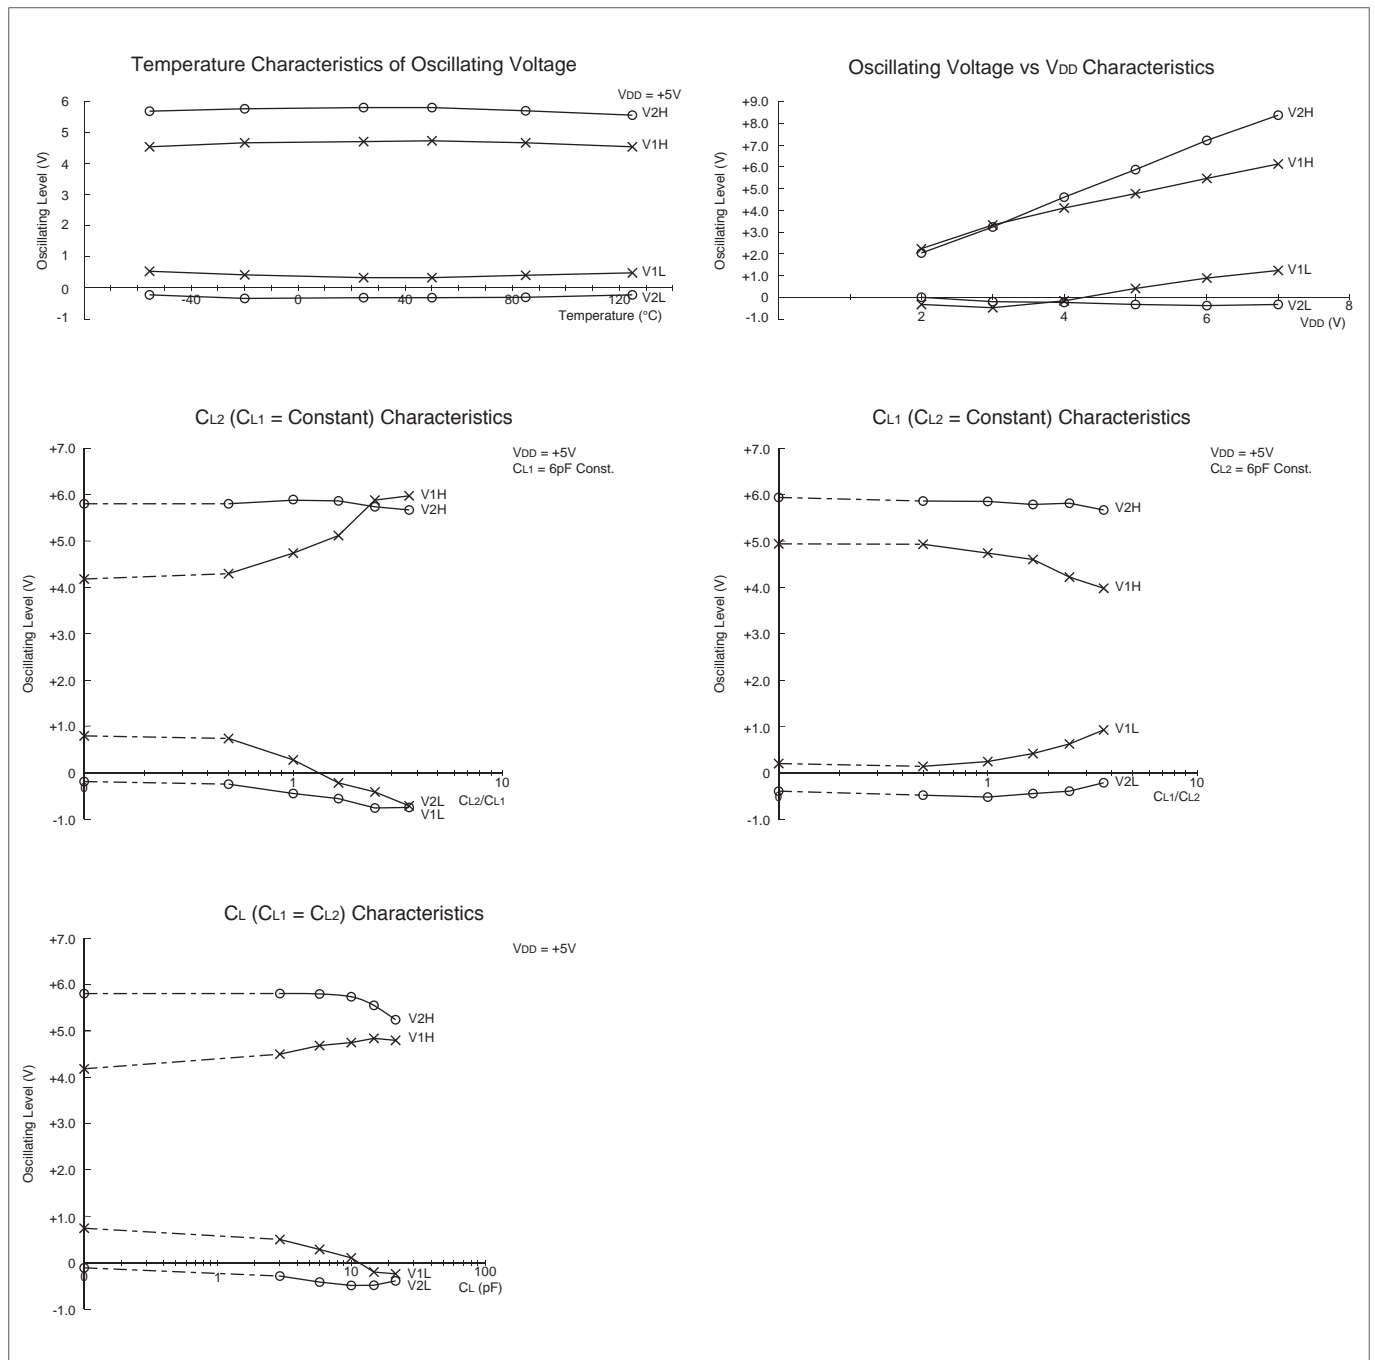 Temperature Characteristics of Oscillating Voltage
VDD = +5V
Oscillating Level (V)
6
5
4
3
2
1
0
-1
V2H
V1H
V1L
V2L
-40
0
40
80
120
Temperature (°C)
Oscillating Voltage vs VDD Characteristics
Oscillating Level (V)
+9.0
+8.0
+7.0
+6.0
+5.0
+4.0
+3.0
+2.0
+1.0
0
-1.0
V2H
V1H
V1L
V2L
2
4
6
8
VDD (V)
CL2 (CL1 = Constant) Characteristics
VDD = +5V
CL1 = 6pF Const.
Oscillating Level (V)
+7.0
+6.0
+5.0
+4.0
+3.0
+2.0
+1.0
0
-1.0
V1H
V2H
V2L
V1L
0
1
10
CL2/CL1
CL1 (CL2 = Constant) Characteristics
VDD = +5V
CL2 = 6pF Const.
Oscillating Level (V)
+7.0
+6.0
+5.0
+4.0
+3.0
+2.0
+1.0
0
-1.0
V2H
V1H
V1L
V2L
0
1
10
CL1/CL2
CL (CL1 = CL2) Characteristics
VDD = +5V
Oscillating Level (V)
+7.0
+6.0
+5.0
+4.0
+3.0
+2.0
+1.0
0
-1.0
V2H
V1H
V1L
V2L
0
1
10
100
CL (pF)